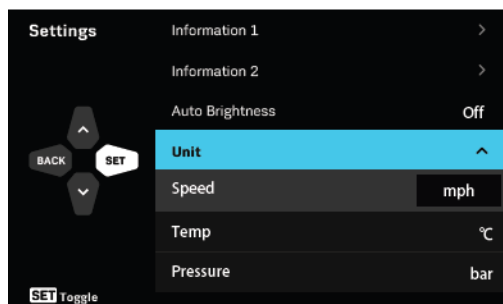 Settings
Information 1
Information 2
Auto Brightness Off
BACK SET
Unit
Speed mph
Temp ℃
Pressure bar
SET Toggle